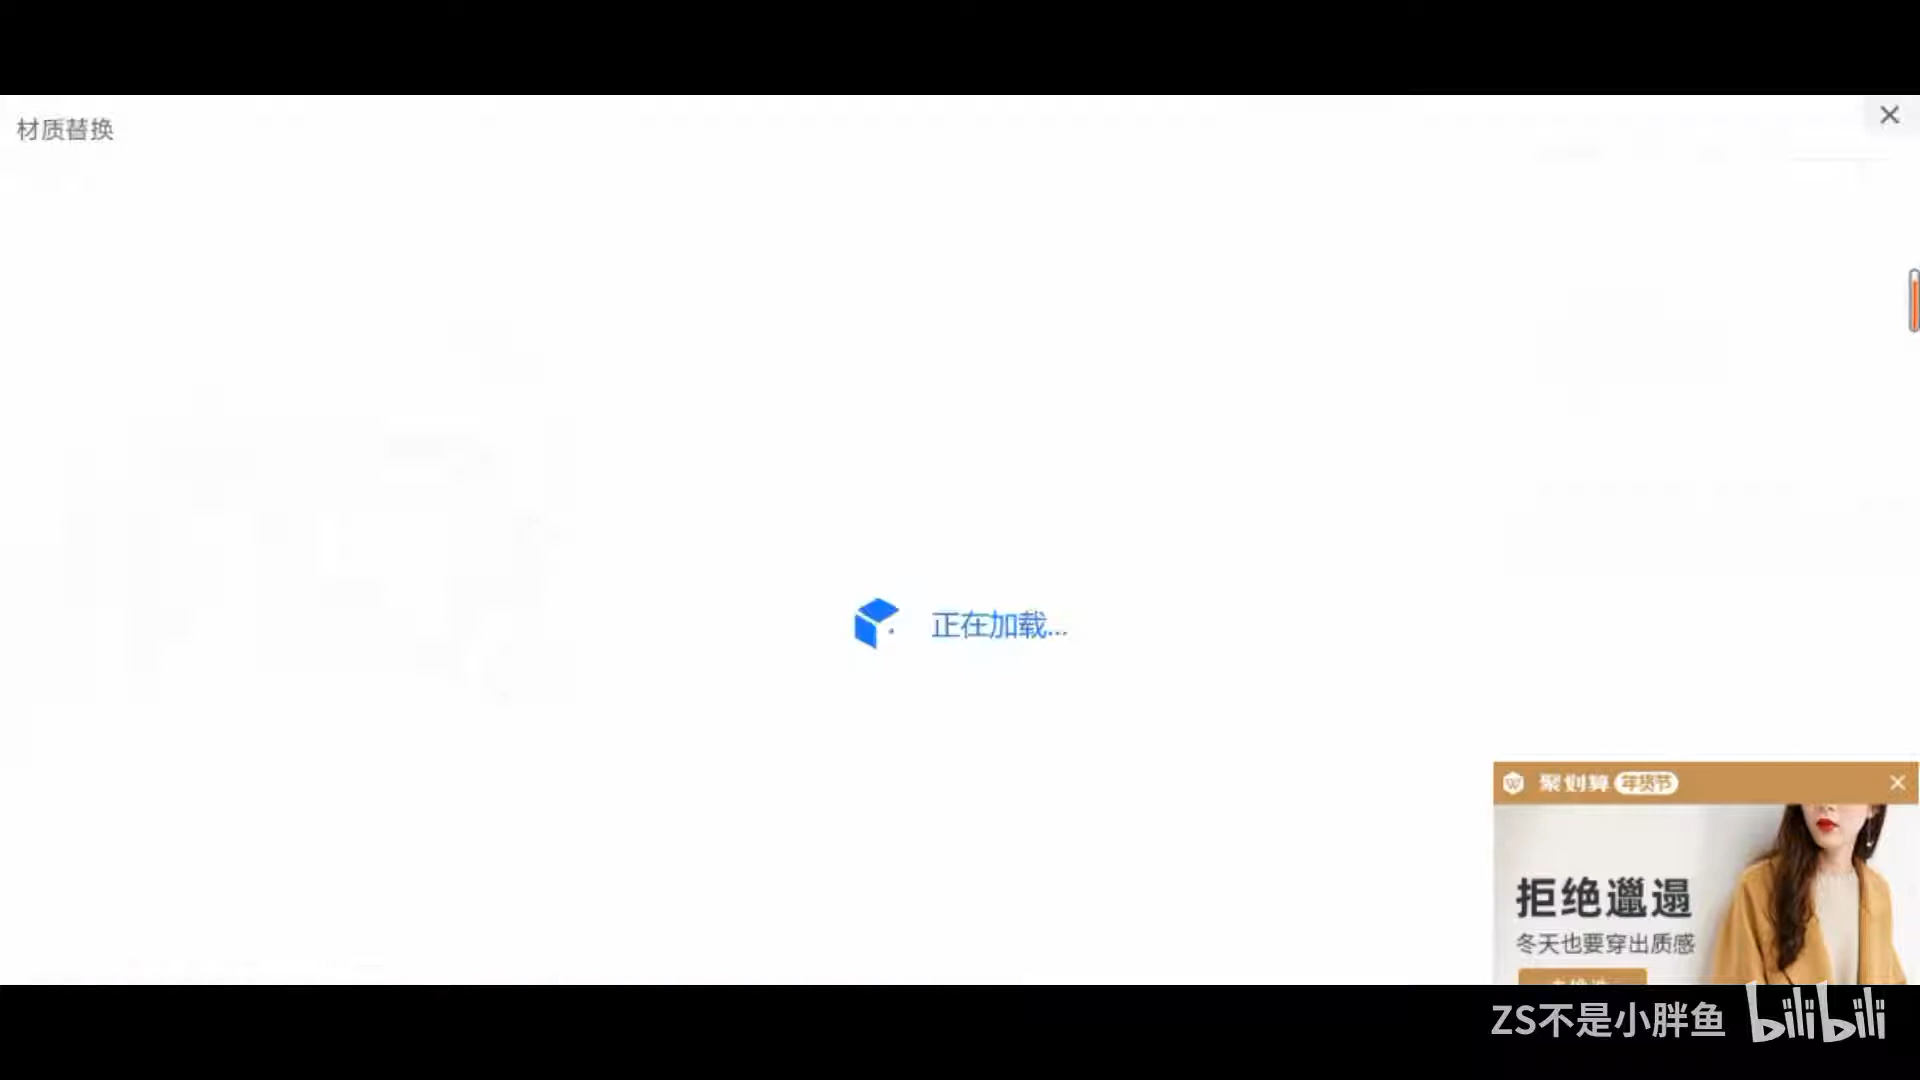 材质替换
正在加载...
聚划算 年货节
拒绝邋遢
冬天也要穿出质感
ZS不是小胖鱼 bilibili